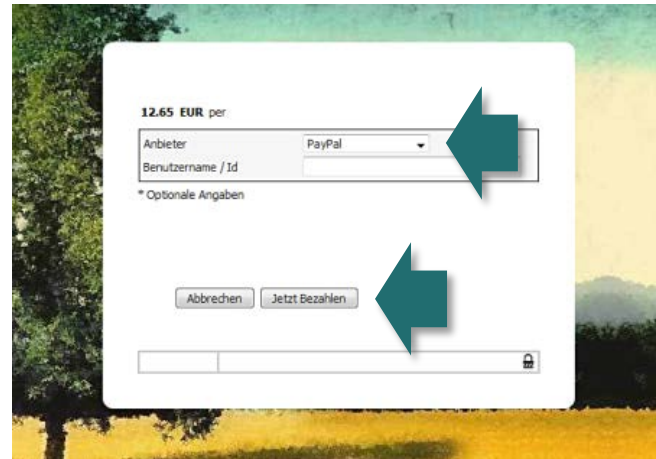 12.65 EUR per
Anbieter PayPal
Benutzername / Id
* Optionale Angaben
Abbrechen Jetzt Bezahlen